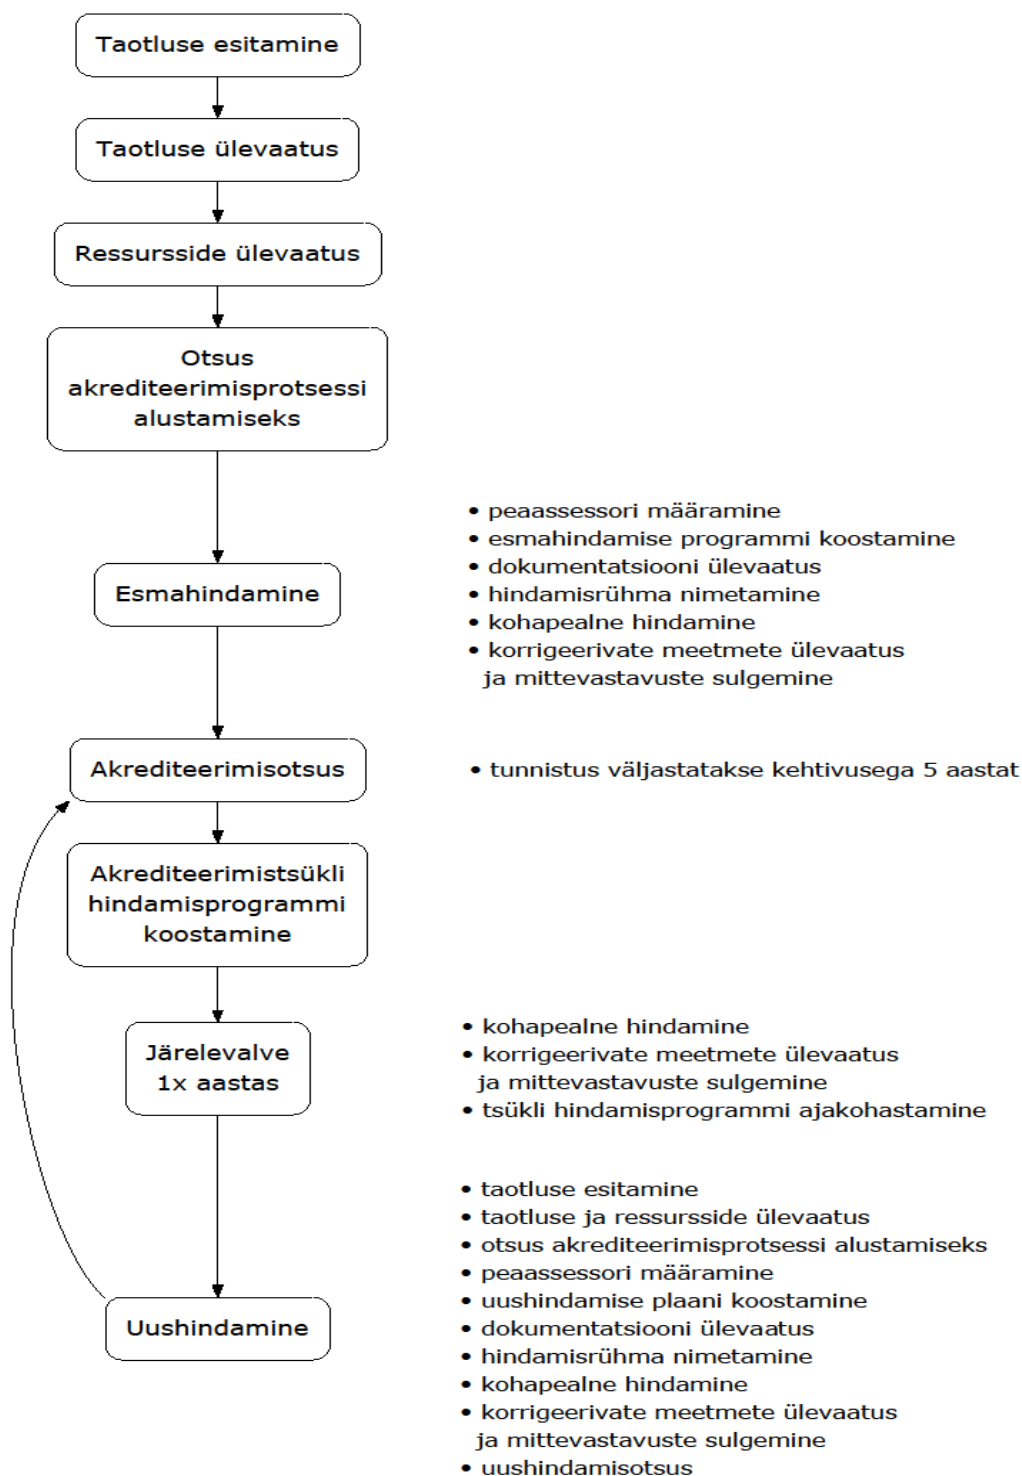 Taotluse esitamine
Taotluse ülevaatus
Ressursside ülevaatus
Otsus
akrediteerimisprotsessi
alustamiseks
• peaassessori määramine
• esmahindamise programmi koostamine
• dokumentatsiooni ülevaatus
• hindamisrühma nimetamine
• kohapealne hindamine
• korrigeerivate meetmete ülevaatus
ja mittevastavuste sulgemine
Esmahindamine
Akrediteerimisotsus
• tunnistus väljastatakse kehtivusega 5 aastat
Akrediteerimistsükli
hindamisprogrammi
koostamine
Järelevalve
1x aastas
• kohapealne hindamine
• korrigeerivate meetmete ülevaatus
ja mittevastavuste sulgemine
• tsükli hindamisprogrammi ajakohastamine
Uushindamine
• taotluse esitamine
• taotluse ja ressursside ülevaatus
• otsus akrediteerimisprotsessi alustamiseks
• peaassessori määramine
• uushindamise plaani koostamine
• dokumentatsiooni ülevaatus
• hindamisrühma nimetamine
• kohapealne hindamine
• korrigeerivate meetmete ülevaatus
ja mittevastavuste sulgemine
• uushindamisotsus